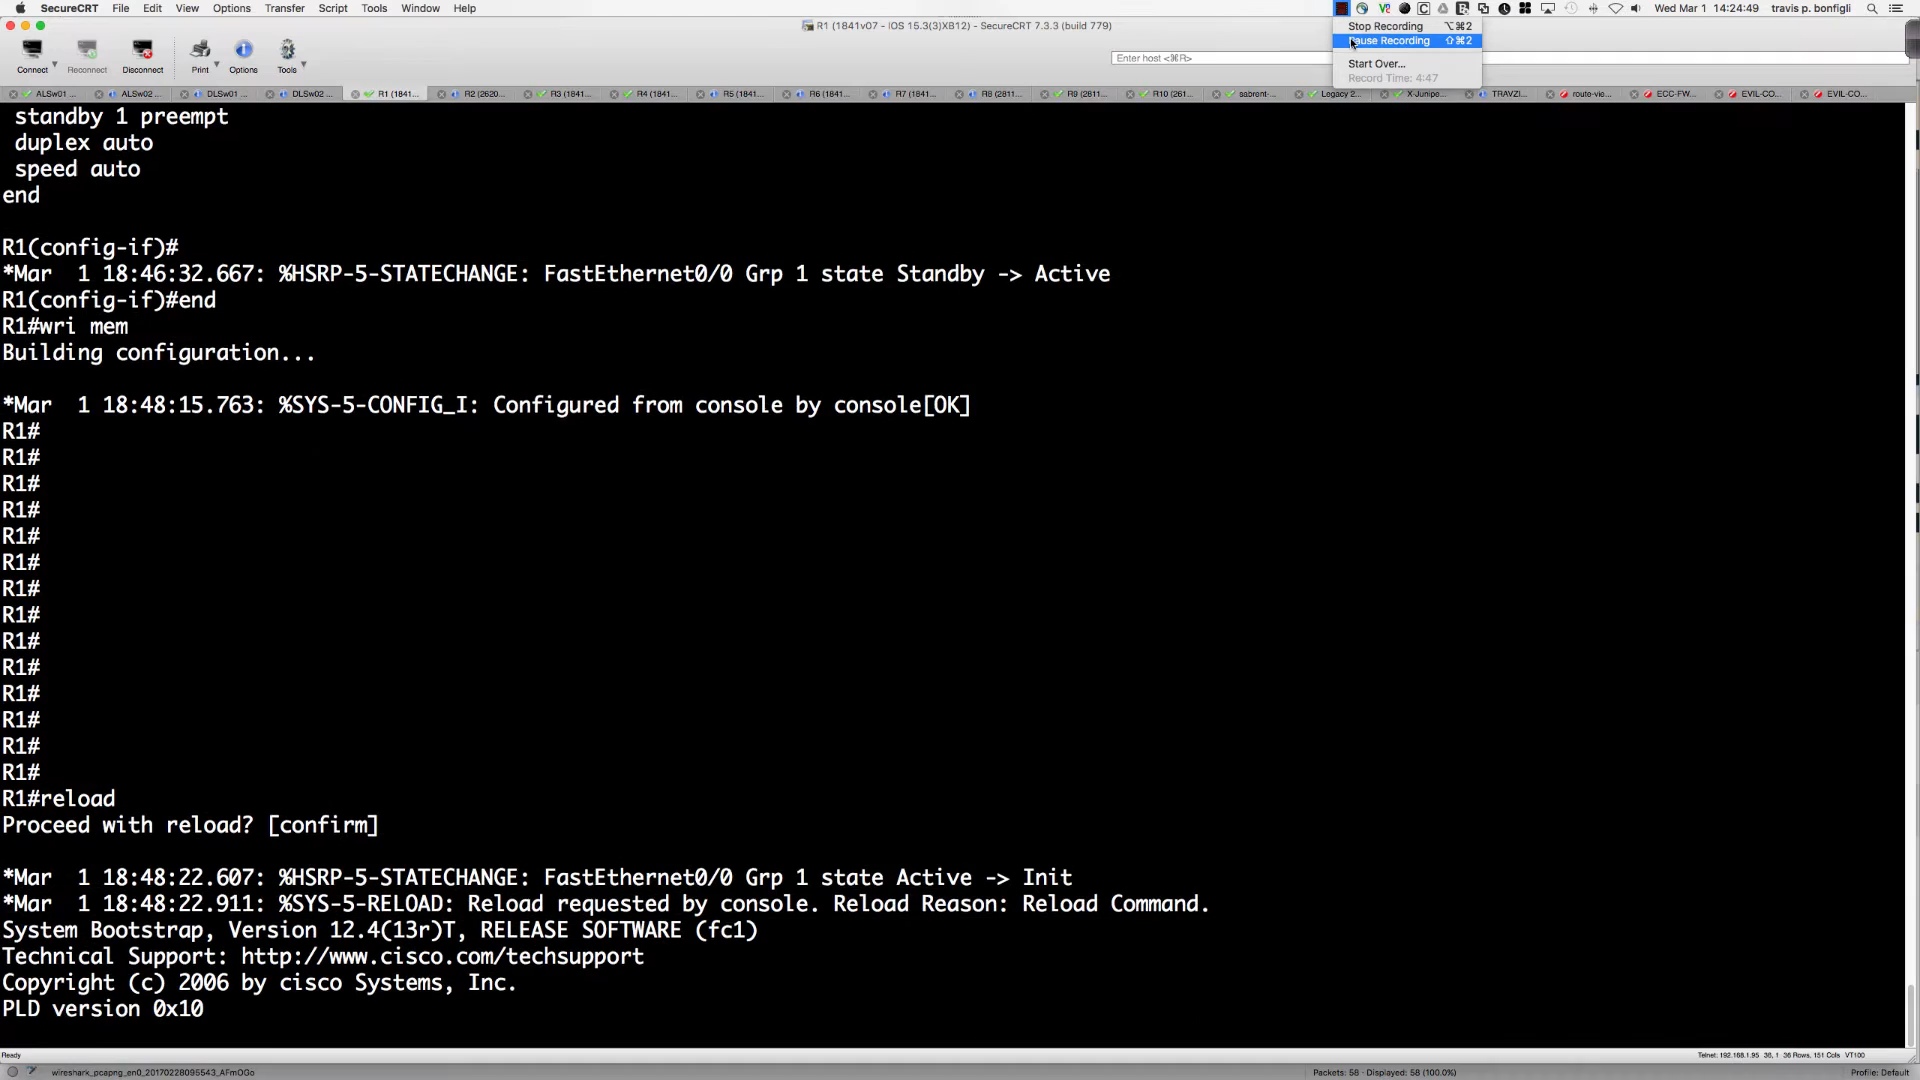 SecureCRT File Edit View Options Transfer Script Tools Window Help
Wed Mar 1 14:24:49 travis p. bonfigli
R1 (1841v07 - IOS 15.3(3)XB12) - SecureCRT 7.3.3 (build 779)
Stop Recording ⌥⌘2
Pause Recording ⇧⌘2
Start Over...
Record Time: 4:47
Connect Reconnect Disconnect Print Options Tools
Enter host <⌘R>
ALSw01 ... ALSw02 ... DLSw01 ... DLSw02 ... R1 (1841... R2 (2620... R3 (1841... R4 (1841... R5 (1841... R6 (1841... R7 (1841... R8 (2811... R9 (2611... R10 (261... sabrent-... Legacy 2... X-Junipe... TRAVZI... route-vie... ECC-FW... EVIL-CO... EVIL-CO...
standby 1 preempt
duplex auto
speed auto
end
R1(config-if)#
*Mar  1 18:46:32.667: %HSRP-5-STATECHANGE: FastEthernet0/0 Grp 1 state Standby -> Active
R1(config-if)#end
R1#wri mem
Building configuration...
*Mar  1 18:48:15.763: %SYS-5-CONFIG_I: Configured from console by console[OK]
R1#
R1#
R1#
R1#
R1#
R1#
R1#
R1#
R1#
R1#
R1#
R1#
R1#
R1#
R1#reload
Proceed with reload? [confirm]
*Mar  1 18:48:22.607: %HSRP-5-STATECHANGE: FastEthernet0/0 Grp 1 state Active -> Init
*Mar  1 18:48:22.911: %SYS-5-RELOAD: Reload requested by console. Reload Reason: Reload Command.
System Bootstrap, Version 12.4(13r)T, RELEASE SOFTWARE (fc1)
Technical Support: http://www.cisco.com/techsupport
Copyright (c) 2006 by cisco Systems, Inc.
PLD version 0x10
Ready
Telnet: 192.168.1.95 36, 1 36 Rows, 151 Cols VT100
wireshark_pcapng_en0_20170228095543_AFmOGo
Packets: 58 · Displayed: 58 (100.0%)
Profile: Default